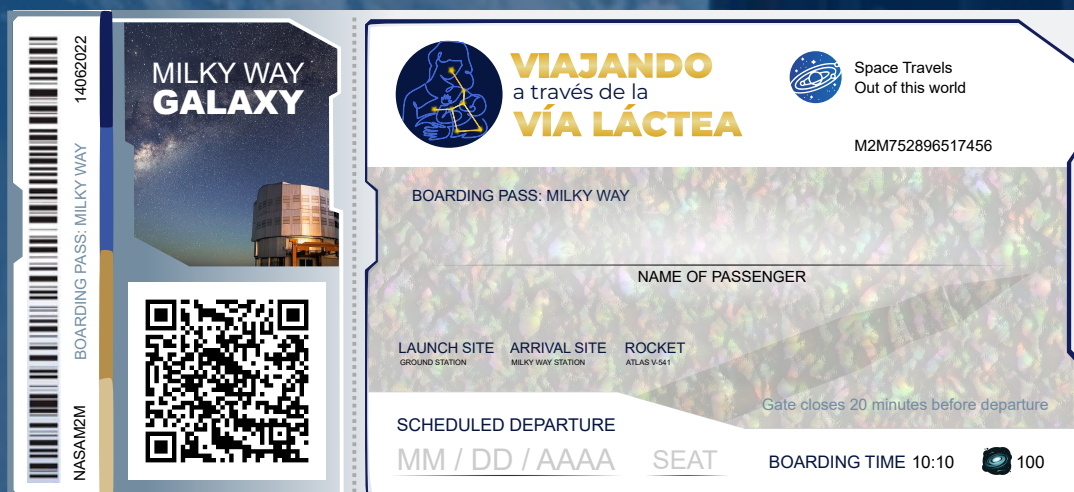 14062022
BOARDING PASS: MILKY WAY
NASAM2M
MILKY WAY
GALAXY
VIAJANDO
a través de la
VÍA LÁCTEA
Space Travels
Out of this world
M2M752896517456
BOARDING PASS: MILKY WAY
NAME OF PASSENGER
LAUNCH SITE
GROUND STATION
ARRIVAL SITE
MILKY WAY STATION
ROCKET
ATLAS V-541
Gate closes 20 minutes before departure
SCHEDULED DEPARTURE
MM / DD / AAAA
SEAT
BOARDING TIME 10:10
100